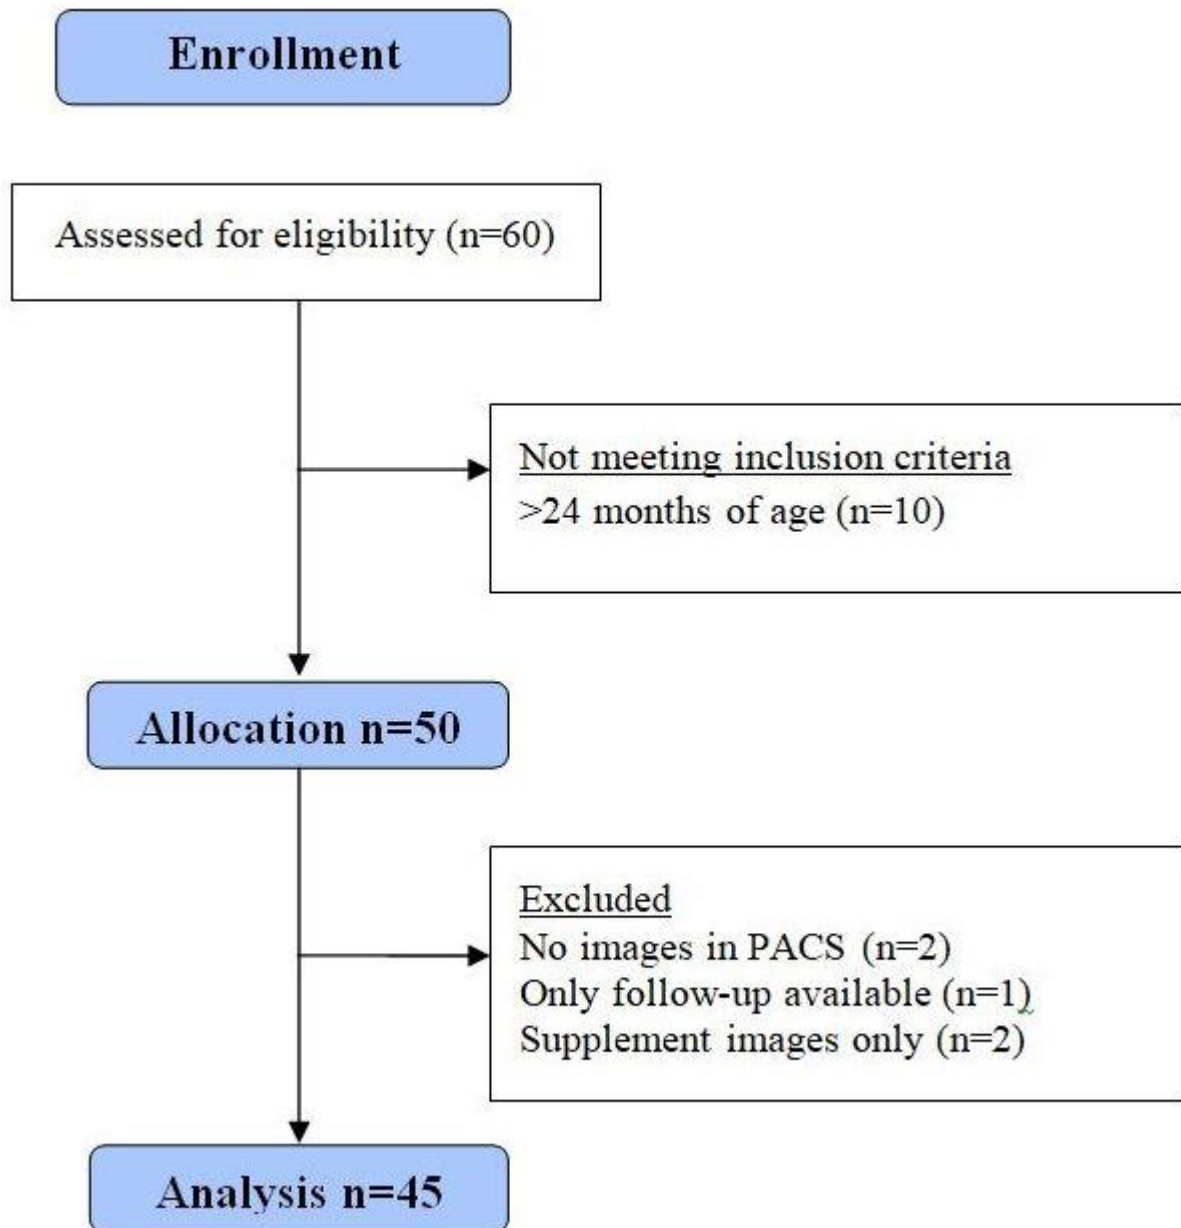 Enrollment
Assessed for eligibility (n=60)
Not meeting inclusion criteria
>24 months of age (n=10)
Allocation n=50
Excluded
No images in PACS (n=2)
Only follow-up available (n=1)
Supplement images only (n=2)
Analysis n=45